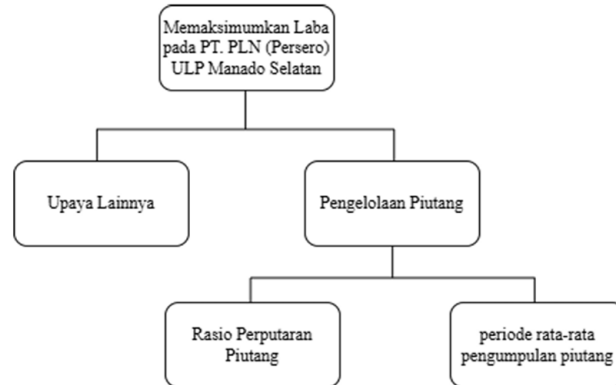 Memaksimumkan Laba
pada PT. PLN (Persero)
ULP Manado Selatan
Upaya Lainnya
Pengelolaan Piutang
Rasio Perputaran
Piutang
periode rata-rata
pengumpulan piutang